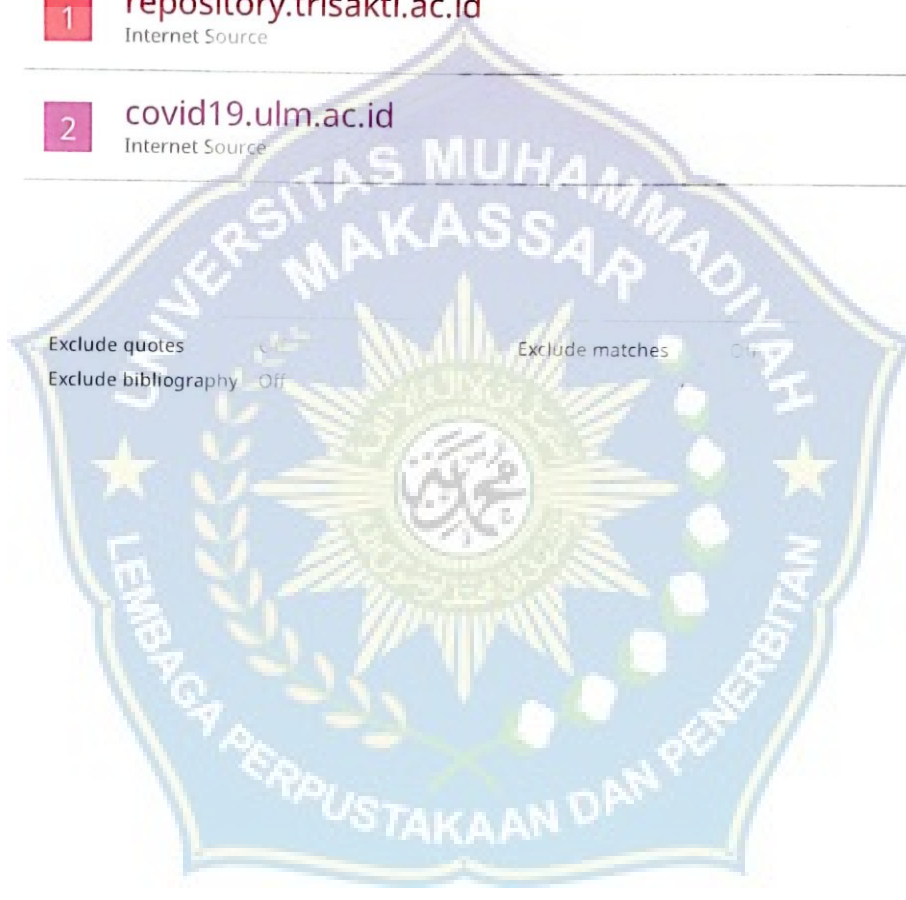 1 repository.trisakti.ac.id
Internet Source
2 covid19.ulm.ac.id
Internet Source
UNIVERSITAS MUHAMMADIYAH
MAKASSAR
Exclude quotes Exclude matches
Exclude bibliography Off
LEMBAGA PERPUSTAKAAN DAN PENERBITAN